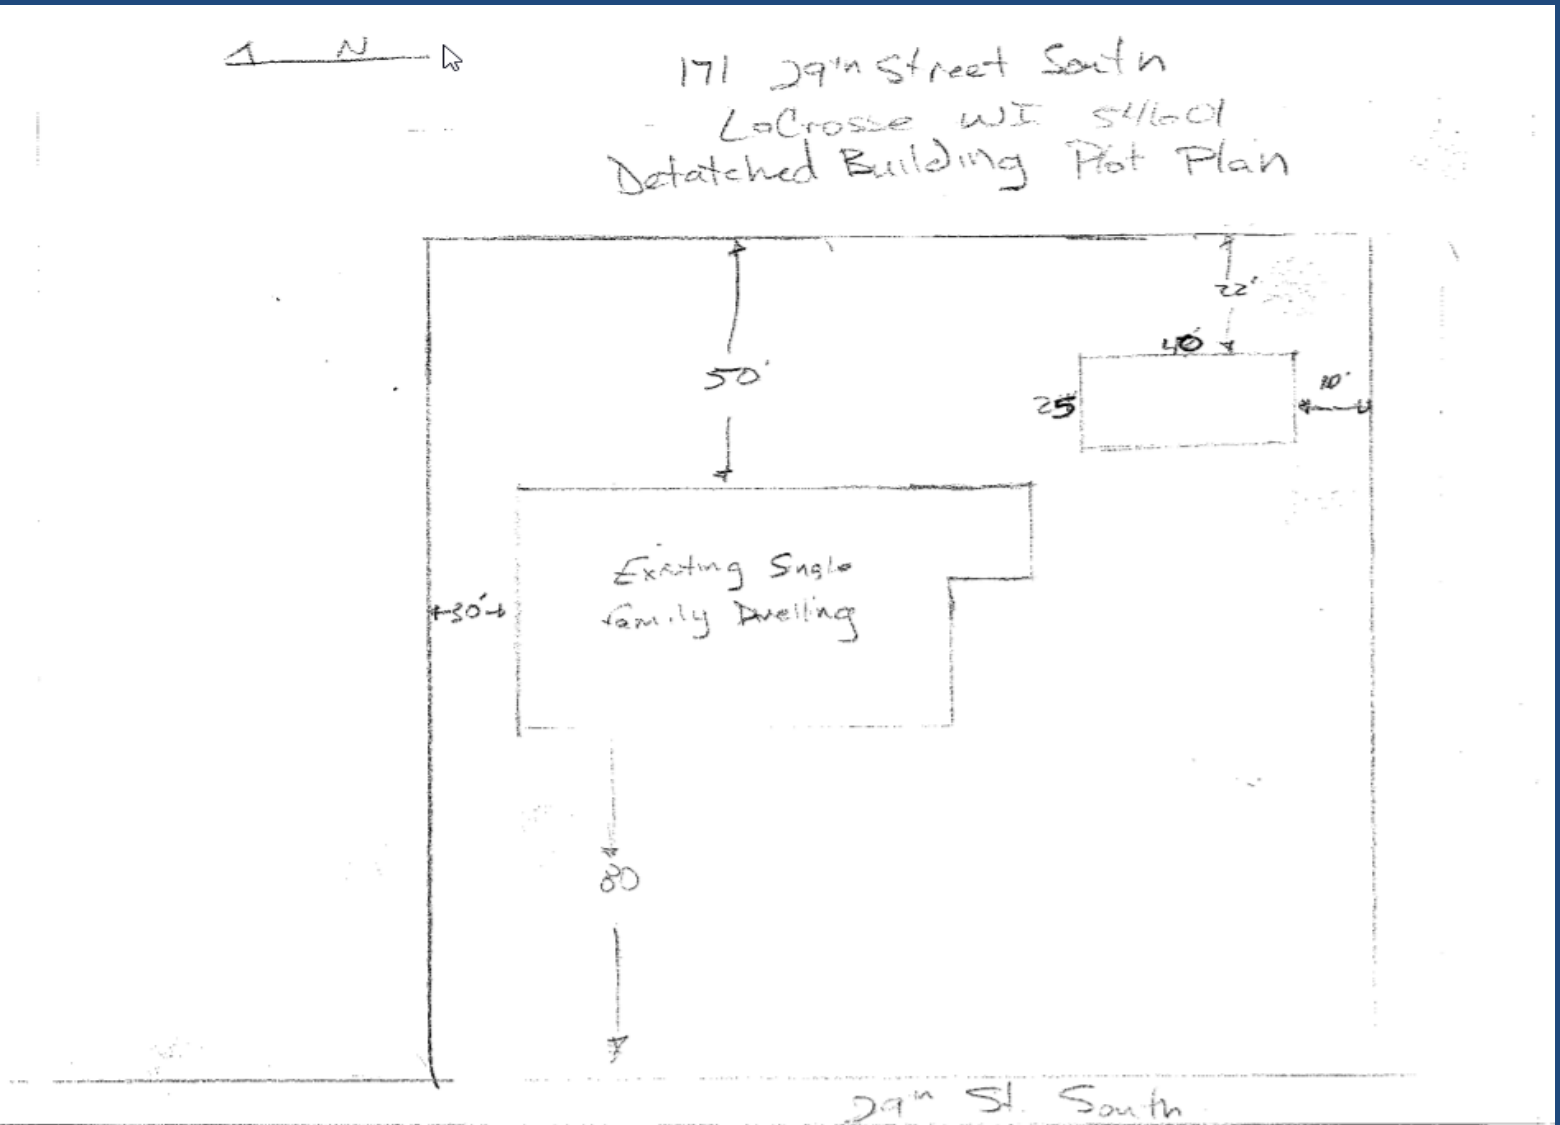 N
171 29th Street South
LaCrosse WI 54601
Detatched Building Plot Plan
22'
50'
40'
25
10'
Existing Single
Family Dwelling
30'
80
29th St. South